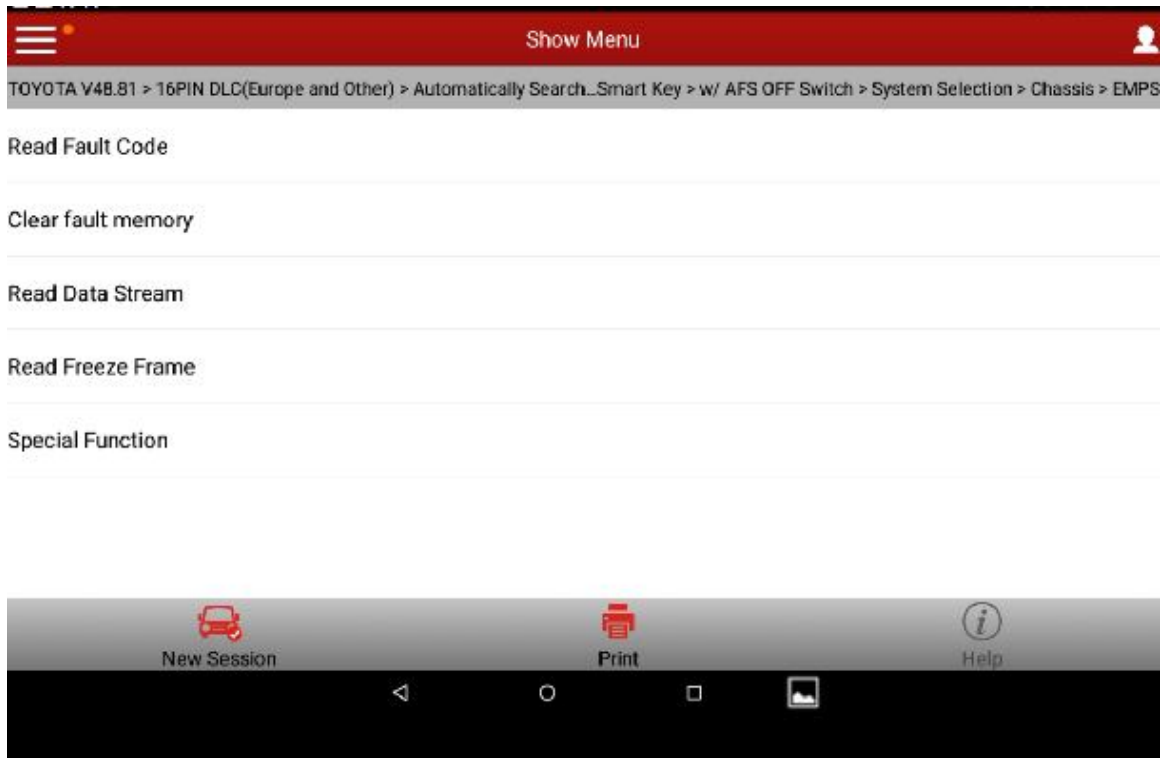 Show Menu
TOYOTA V48.81 > 16PIN DLC(Europe and Other) > Automatically Search...Smart Key > w/ AFS OFF Switch > System Selection > Chassis > EMPS
Read Fault Code
Clear fault memory
Read Data Stream
Read Freeze Frame
Special Function
New Session
Print
Help